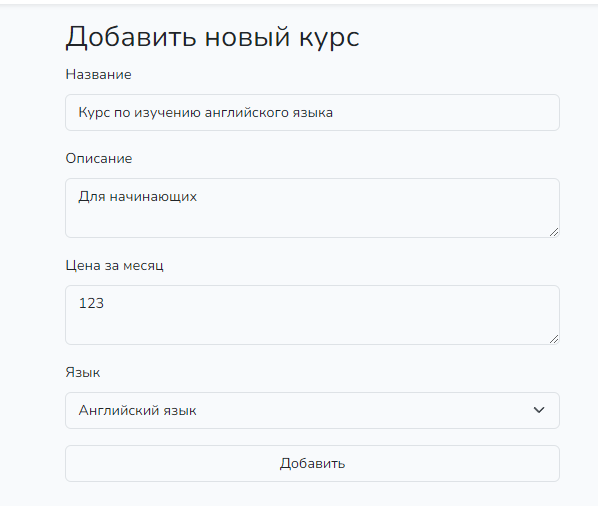 Добавить новый курс
Название
Курс по изучению английского языка
Описание
Для начинающих
Цена за месяц
123
Язык
Английский язык
Добавить